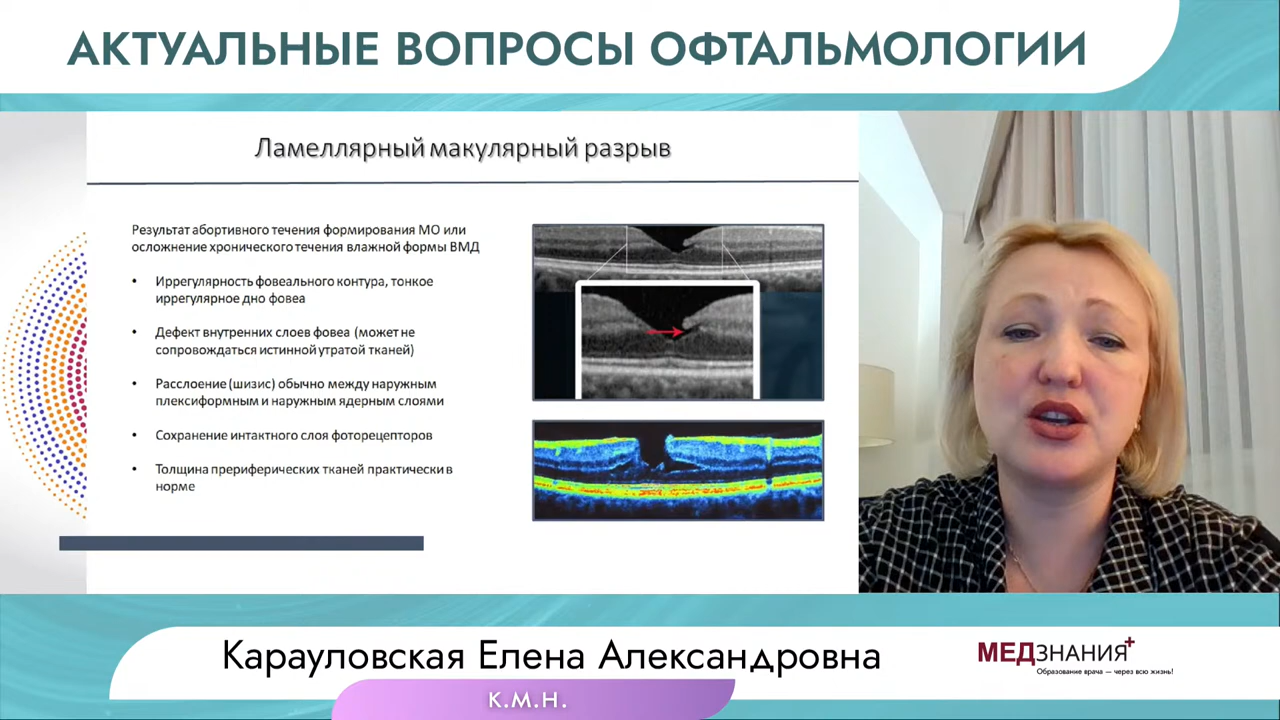 АКТУАЛЬНЫЕ ВОПРОСЫ ОФТАЛЬМОЛОГИИ
Ламеллярный макулярный разрыв
Результат абортивного течения формирования МО или
осложнение хронического течения влажной формы ВМД
• Иррегулярность фовеального контура, тонкое
иррегулярное дно фовеа
• Дефект внутренних слоев фовеа (может не
сопровождаться истинной утратой тканей)
• Расслоение (шизис) обычно между наружным
плексиформным и наружным ядерным слоями
• Сохранение интактного слоя фоторецепторов
• Толщина прериферических тканей практически в
норме
Карауловская Елена Александровна
к.м.н.
МЕДЗНАНИЯ+
Образование врача — через всю жизнь!